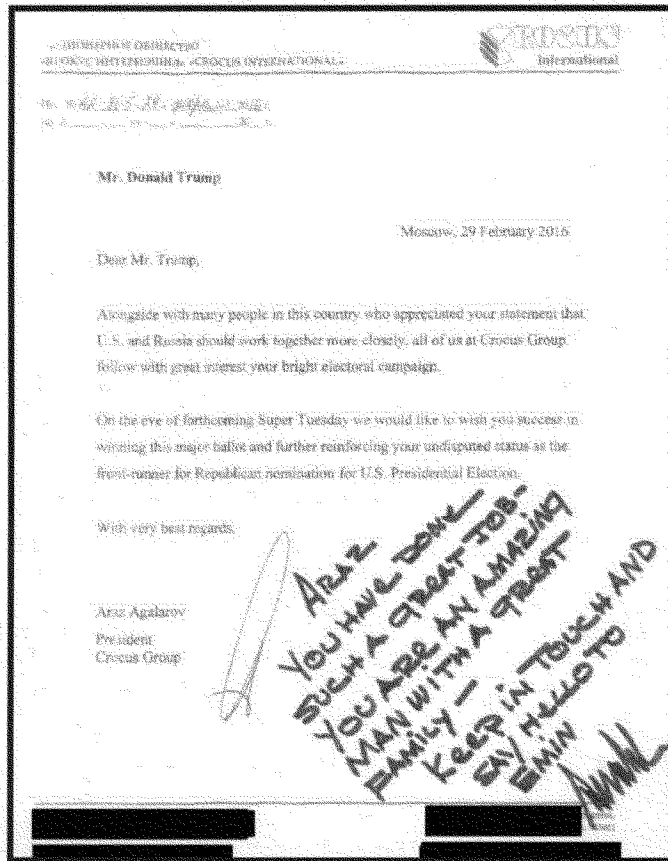 «CROCUS INTERNATIONAL»
International
Mr. Donald Trump
Moscow, 29 February 2016
Dear Mr. Trump,
Alongside with many people in this country who appreciated your statement that
U.S. and Russia should work together more closely, all of us at Crocus Group
follow with great interest your bright electoral campaign.
On the eve of forthcoming Super Tuesday we would like to wish you success in
winning this major ballot and further reinforcing your undisputed status as the
front-runner for Republican nomination for U.S. Presidential Election.
With very best regards,
Aras Agalarov
President
Crocus Group
ARAZ
YOU HAVE DONE
SUCH A GREAT JOB-
YOU ARE AN AMAZING
MAN WITH A GREAT
FAMILY —
KEEP IN TOUCH AND
SAY HELLO TO
EMIN